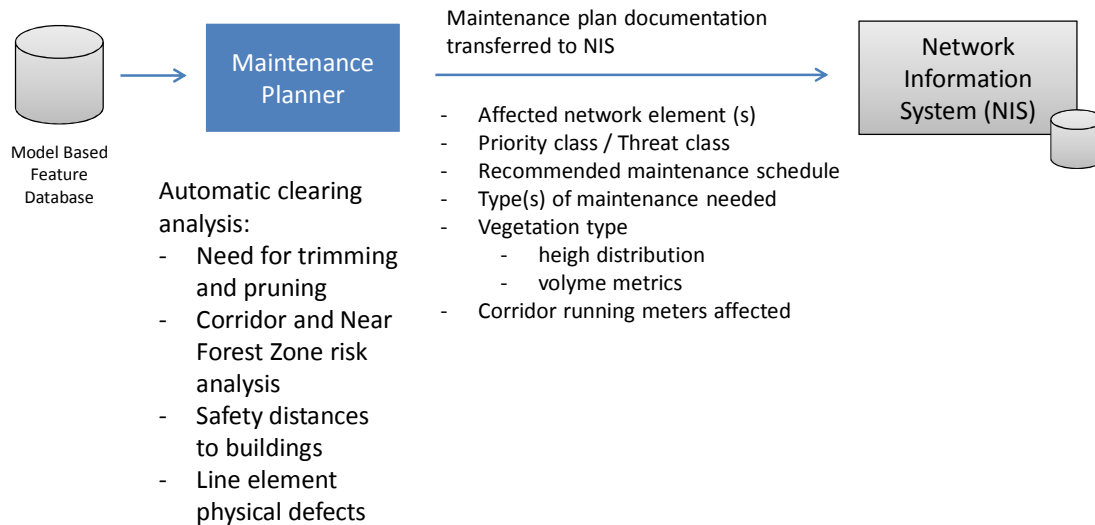 Model Based
Feature
Database
Maintenance
Planner
Automatic clearing
analysis:
- Need for trimming
and pruning
- Corridor and Near
Forest Zone risk
analysis
- Safety distances
to buildings
- Line element
physical defects
Maintenance plan documentation
transferred to NIS
- Affected network element (s)
- Priority class / Threat class
- Recommended maintenance schedule
- Type(s) of maintenance needed
- Vegetation type
- heigh distribution
- volyme metrics
- Corridor running meters affected
Network
Information
System (NIS)